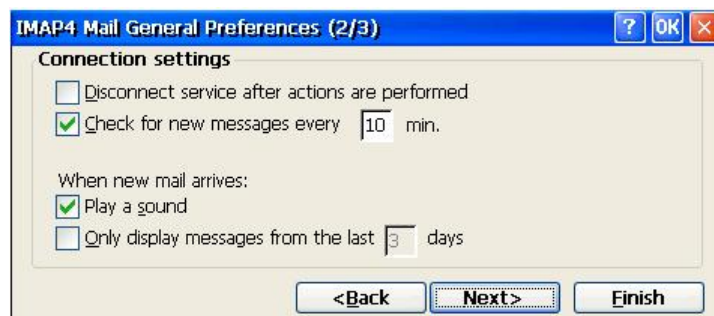 IMAP4 Mail General Preferences (2/3) ? OK ×
Connection settings
Disconnect service after actions are performed
Check for new messages every 10 min.
When new mail arrives:
Play a sound
Only display messages from the last 3 days
<Back Next> Finish